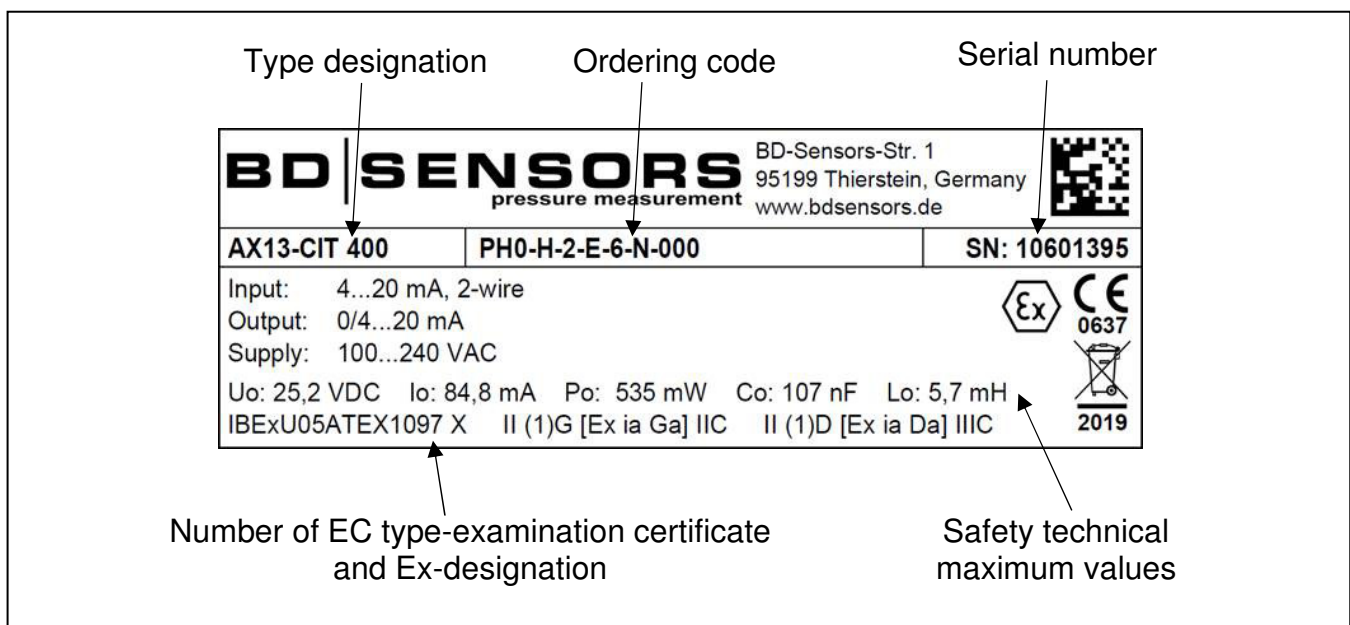 Type designation
Ordering code
Serial number
BD|SENSORS
pressure measurement
BD-Sensors-Str. 1
95199 Thierstein, Germany
www.bdsensors.de
AX13-CIT 400
PH0-H-2-E-6-N-000
SN: 10601395
Input: 4...20 mA, 2-wire
Output: 0/4...20 mA
Supply: 100...240 VAC
Ex
CE
0637
Uo: 25,2 VDC Io: 84,8 mA Po: 535 mW Co: 107 nF Lo: 5,7 mH
IBExU05ATEX1097 X II (1)G [Ex ia Ga] IIC II (1)D [Ex ia Da] IIIC
2019
Number of EC type-examination certificate
and Ex-designation
Safety technical
maximum values